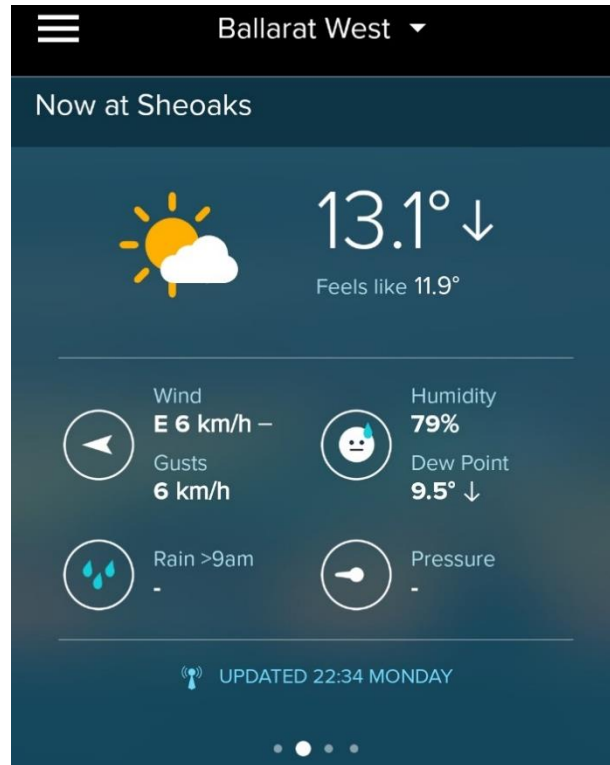 Ballarat West
Now at Sheoaks
13.1°↓
Feels like 11.9°
Wind
E 6 km/h –
Gusts
6 km/h
Humidity
79%
Dew Point
9.5° ↓
Rain >9am
-
Pressure
-
UPDATED 22:34 MONDAY